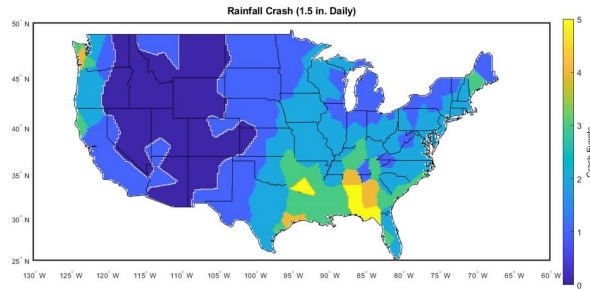 Rainfall Crash (1.5 in. Daily)
50° N
45° N
40° N
35° N
30° N
25° N
130° W 125° W 120° W 115° W 110° W 105° W 100° W 95° W 90° W 85° W 80° W 75° W 70° W 65° W 60° W
5
4
3
2
1
0
Crash Events